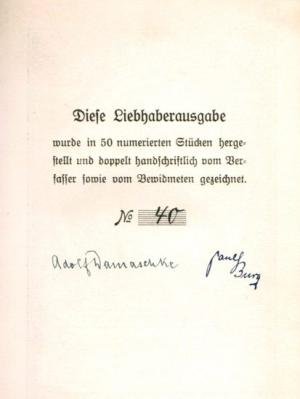 Diese Liebhaberausgabe
wurde in 50 numerierten Stücken herge-
stellt und doppelt handschriftlich vom Ver-
fasser sowie vom Bewidmeten gezeichnet.
№ 40
Adolf Damaschke
Paul
Burg